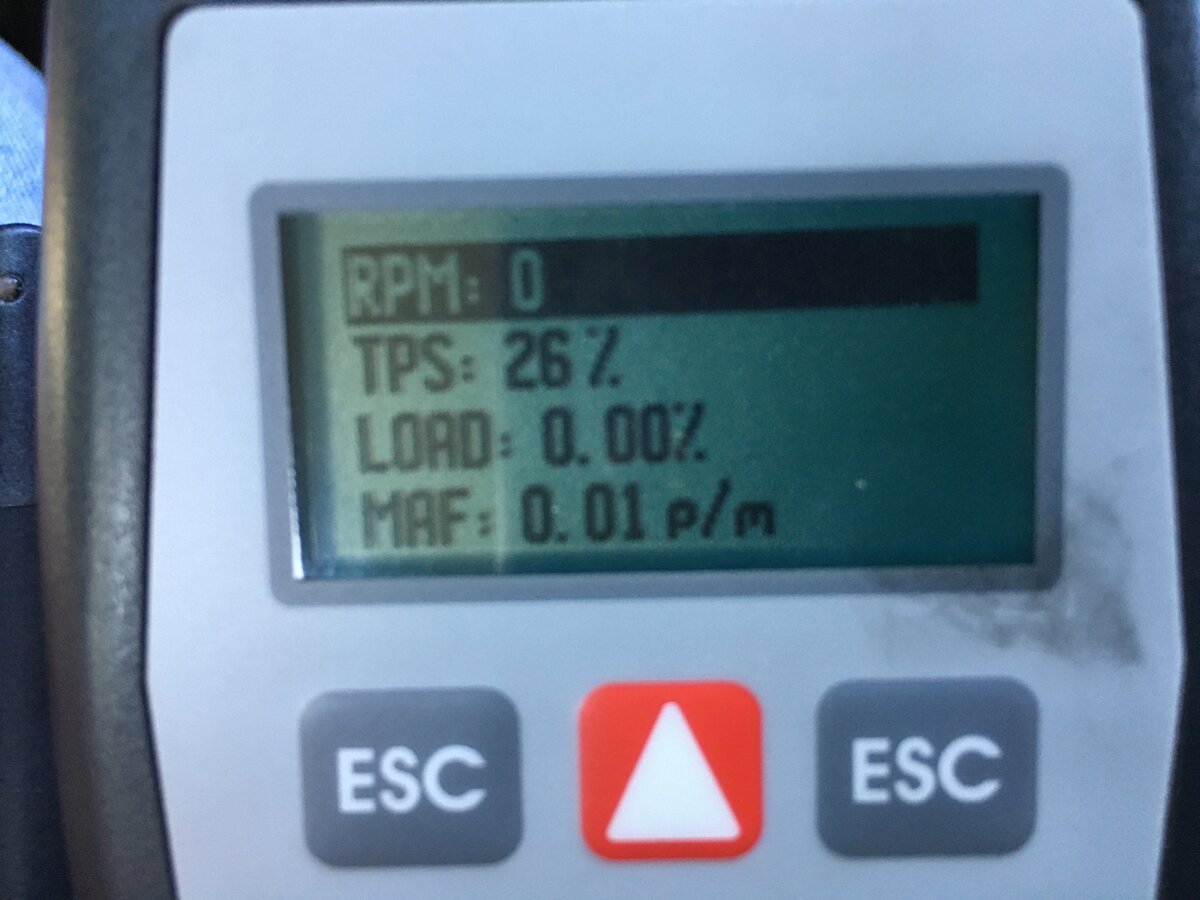 RPM: 0
TPS: 26%
LOAD: 0.00%
MAF: 0.01 p/m
ESC
ESC